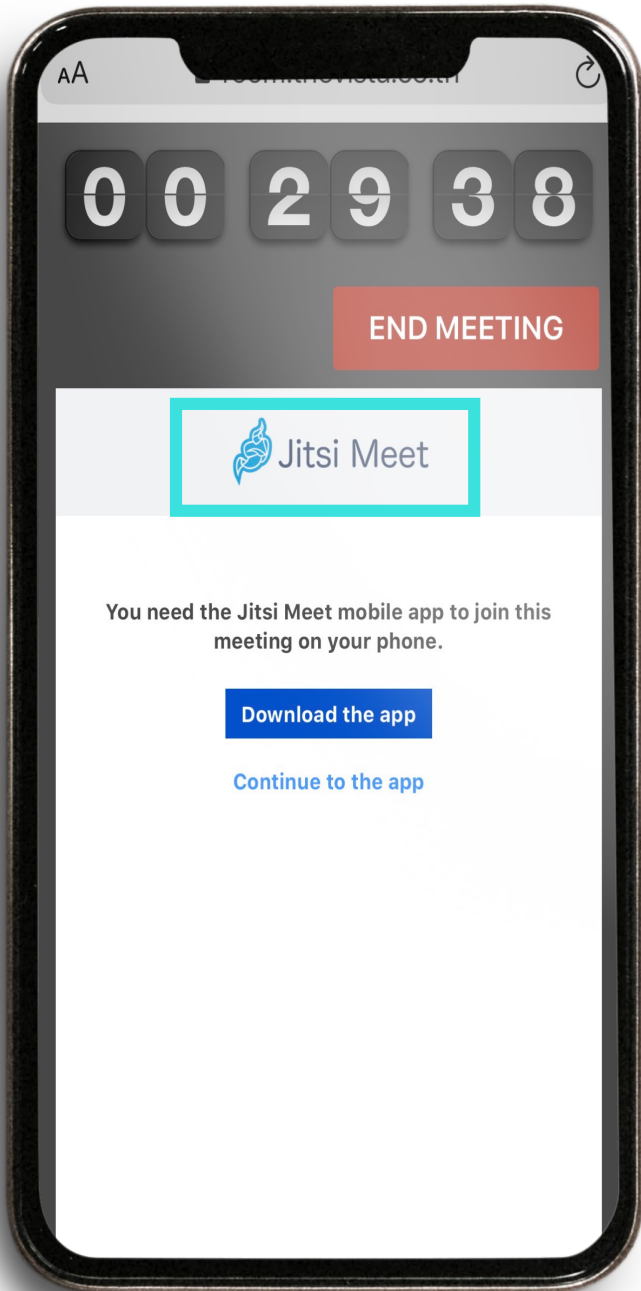 AA
00 29 38
END MEETING
Jitsi Meet
You need the Jitsi Meet mobile app to join this
meeting on your phone.
Download the app
Continue to the app